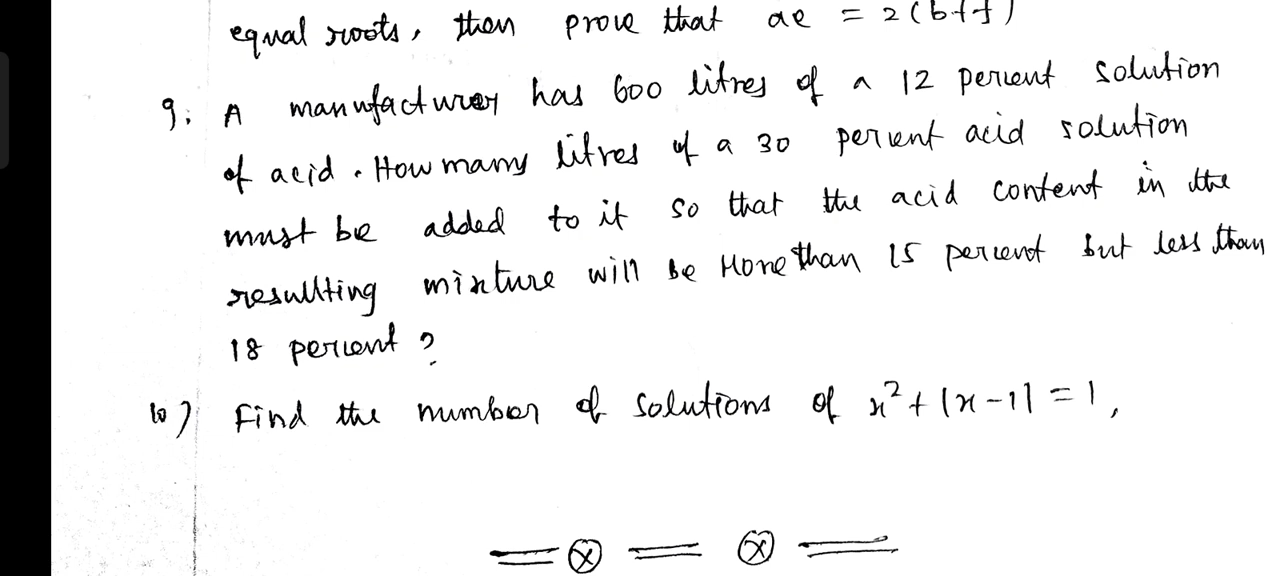 equal roots, then prove that ae = 2(b+f)
9. A manufacturer has 600 litres of a 12 percent solution
of acid. How many litres of a 30 percent acid solution
must be added to it so that the acid content in the
resulting mixture will be More than 15 percent but less than
18 percent ?
10) Find the number of solutions of x² + |x-1| = 1,